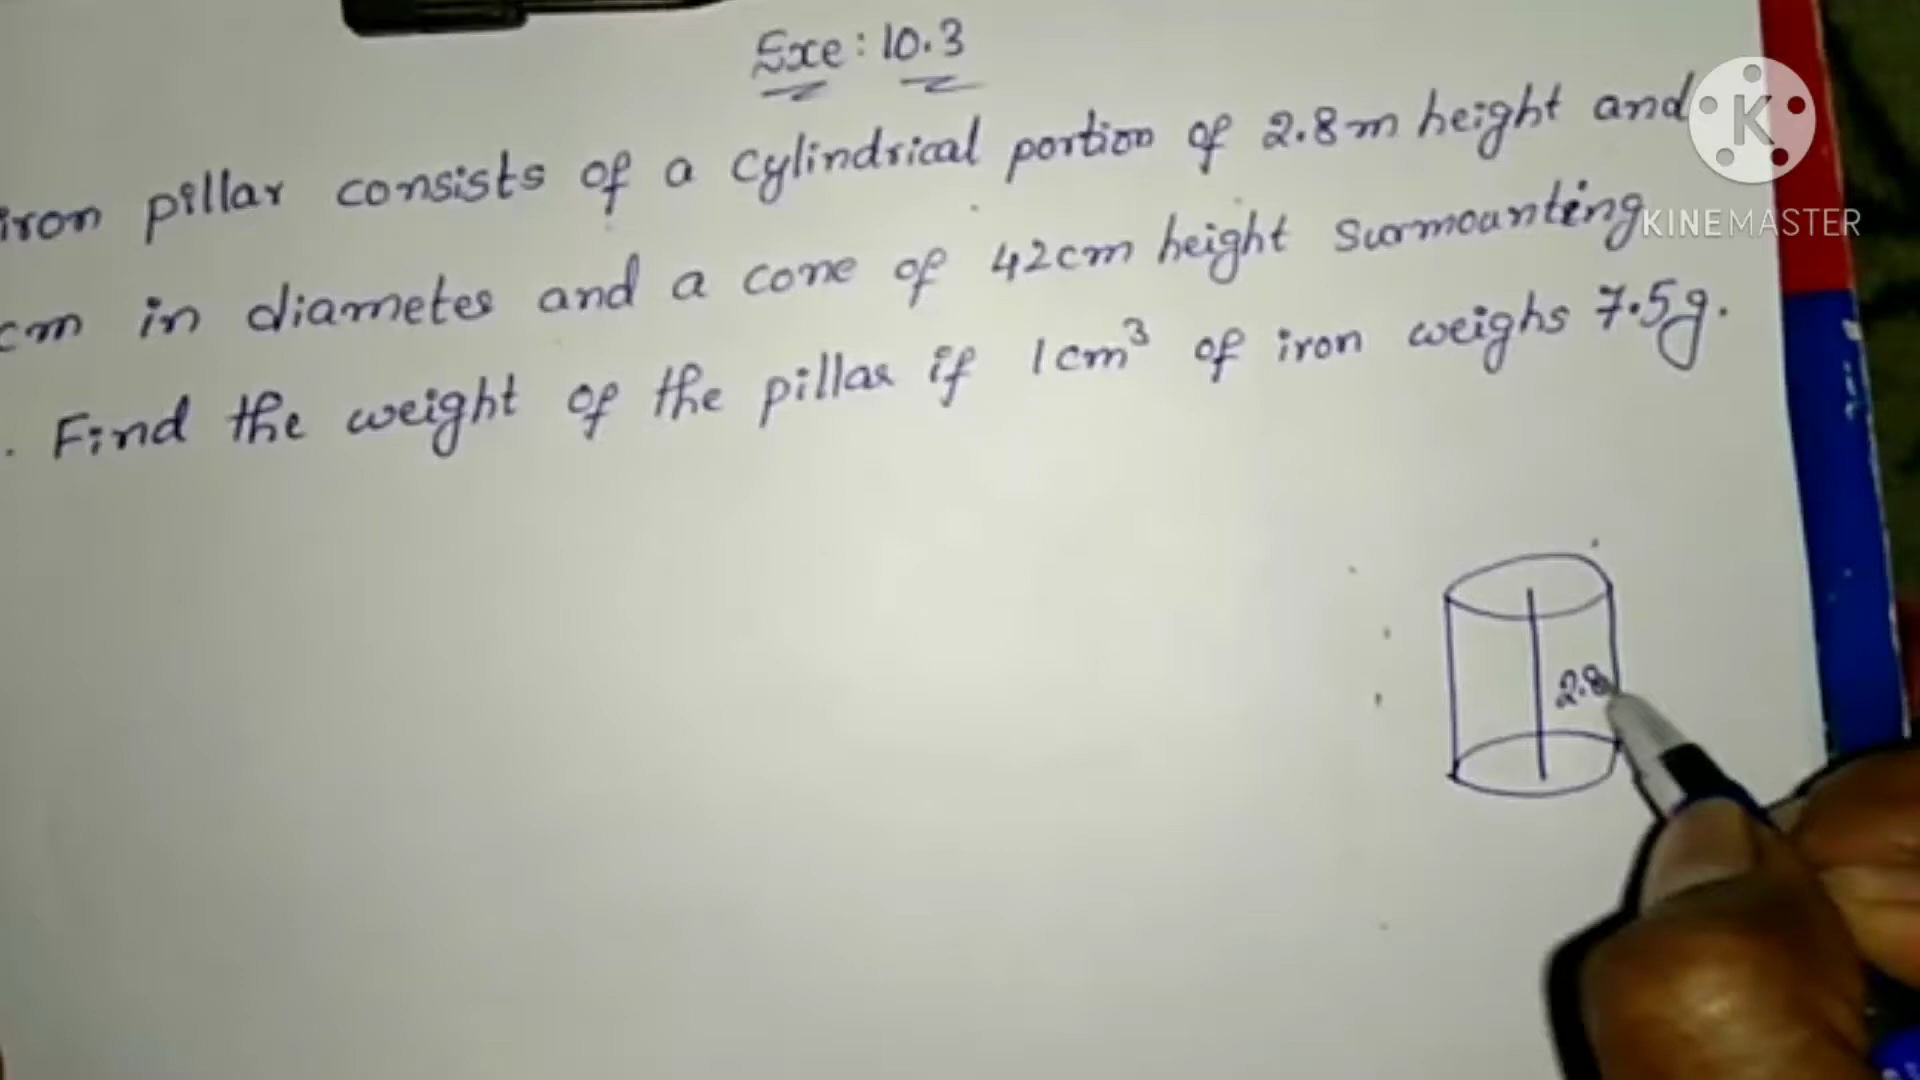 Exe: 10.3
iron pillar consists of a cylindrical portion of 2.8m height and
cm in diameter and a cone of 42cm height surmounting
. Find the weight of the pillar if 1cm³ of iron weighs 7.5g.
2.8
K
KINEMASTER